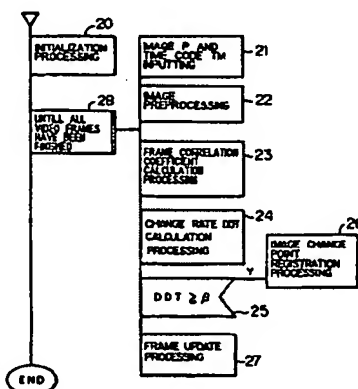 20
INITIALIZATION
PROCESSING
28
UNTILL ALL
VIDEO FRAMES
HAVE BEEN
FINISHED
END
21
IMAGE P AND
TIME CODE TM
INPUTTING
22
IMAGE
PREPROCESSING
23
FRAME CORRELATION
COEFFICIENT
CALCULATION
PROCESSING
24
CHANGE RATE DDT
CALCULATION
PROCESSING
DDT ≧ β
Y
25
26
IMAGE CHANGE
POINT
REGISTRATION
PROCESSING
FRAME UPDATE
PROCESSING
27